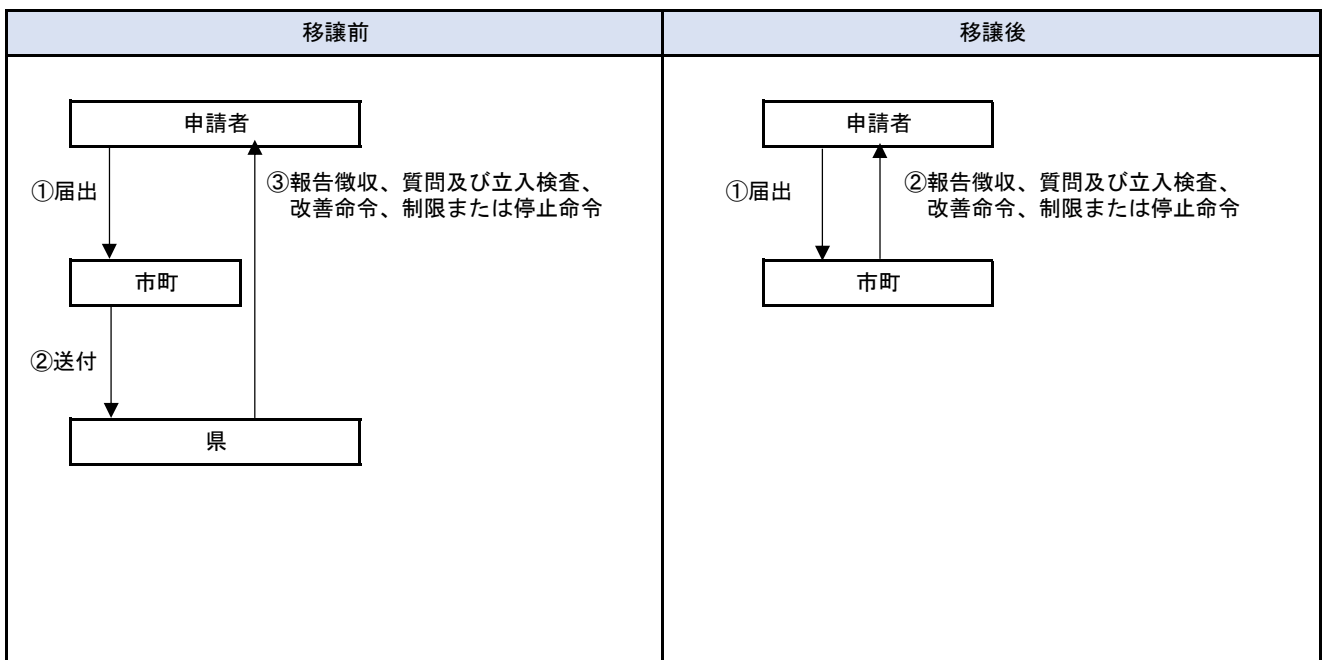 移譲前
移譲後
申請者
①届出
③報告徴収、質問及び立入検査、
改善命令、制限または停止命令
市町
②送付
県
申請者
①届出
②報告徴収、質問及び立入検査、
改善命令、制限または停止命令
市町